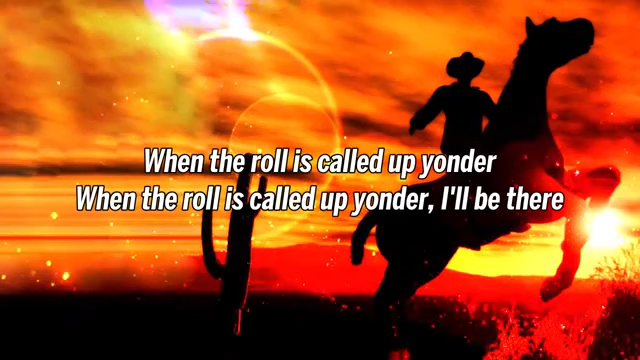 When the roll is called up yonder
When the roll is called up yonder, I'll be there